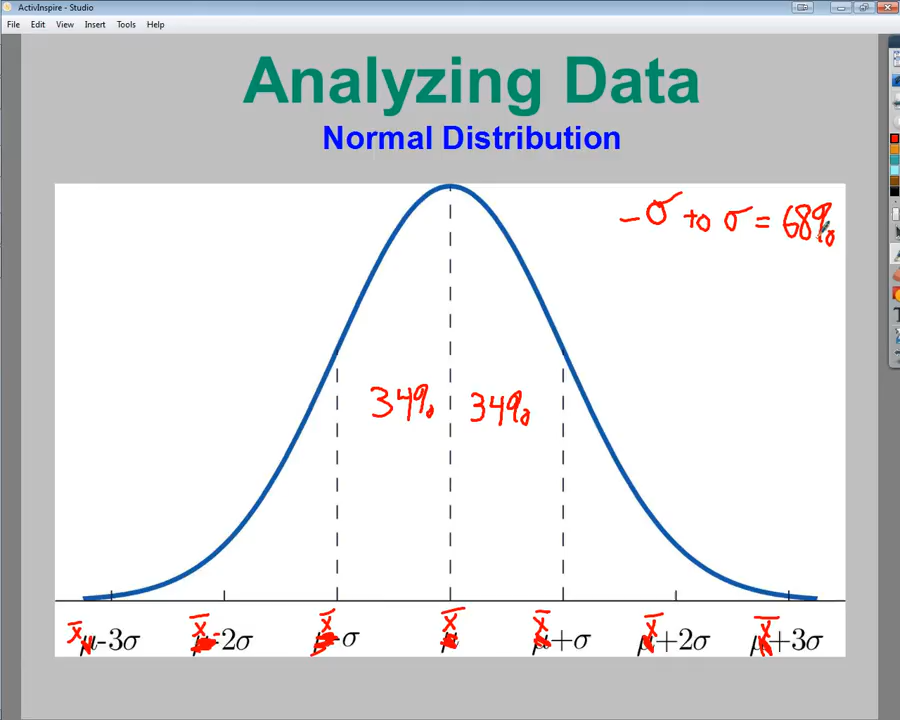 ActivInspire - Studio
File Edit View Insert Tools Help
Analyzing Data
Normal Distribution
-σ to σ = 68%
34% 34%
x̄ x̄ x̄ x̄ x̄ x̄ x̄
μ-3σ μ-2σ μ-σ μ μ+σ μ+2σ μ+3σ